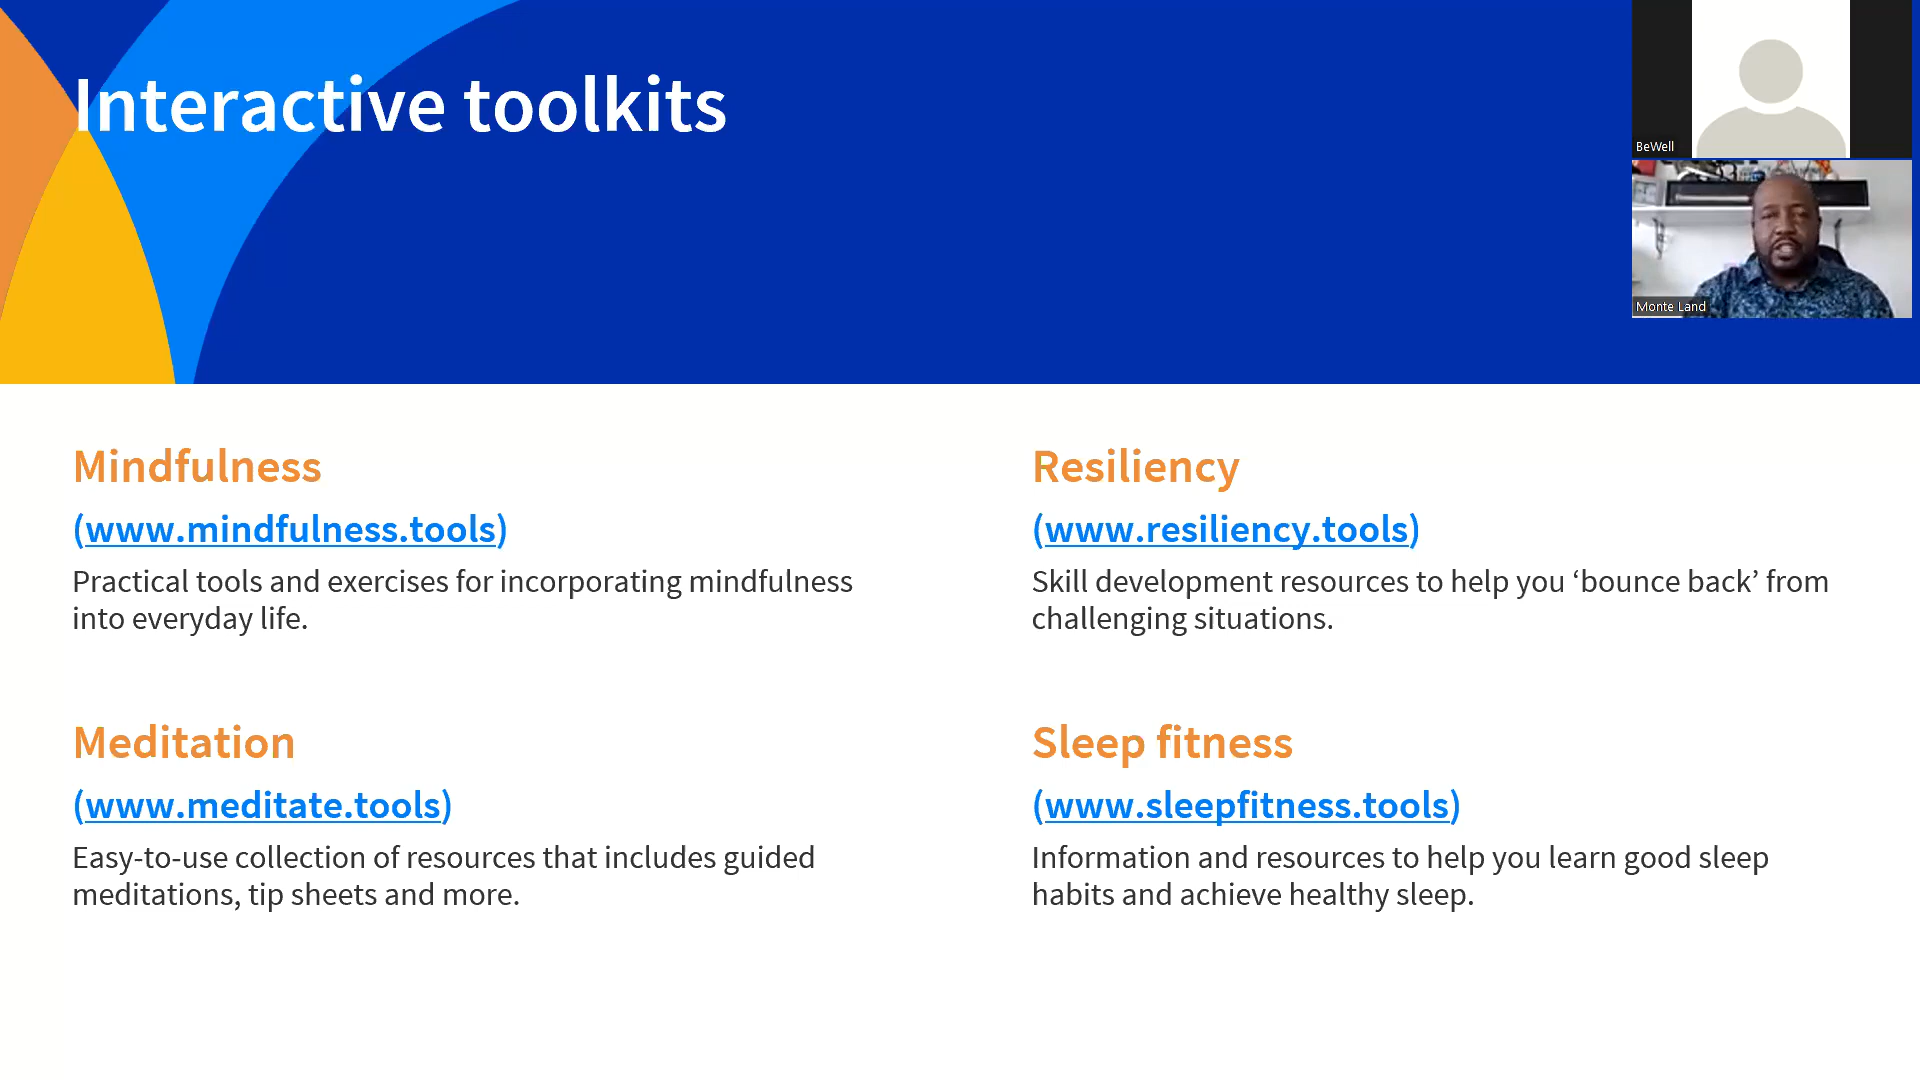 Interactive toolkits
BeWell
Monte Land
Mindfulness
(www.mindfulness.tools)
Practical tools and exercises for incorporating mindfulness
into everyday life.
Resiliency
(www.resiliency.tools)
Skill development resources to help you ‘bounce back’ from
challenging situations.
Meditation
(www.meditate.tools)
Easy-to-use collection of resources that includes guided
meditations, tip sheets and more.
Sleep fitness
(www.sleepfitness.tools)
Information and resources to help you learn good sleep
habits and achieve healthy sleep.